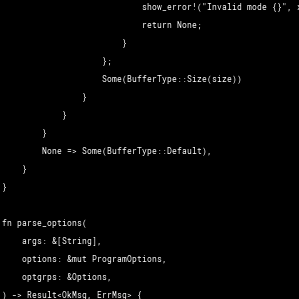 show_error!("Invalid mode {}",
return None;
}
};
Some(BufferType::Size(size))
}
}
}
None => Some(BufferType::Default),
}
}
fn parse_options(
args: &[String],
options: &mut ProgramOptions,
optgrps: &Options,
) -> Result<OkMsg, ErrMsg> {